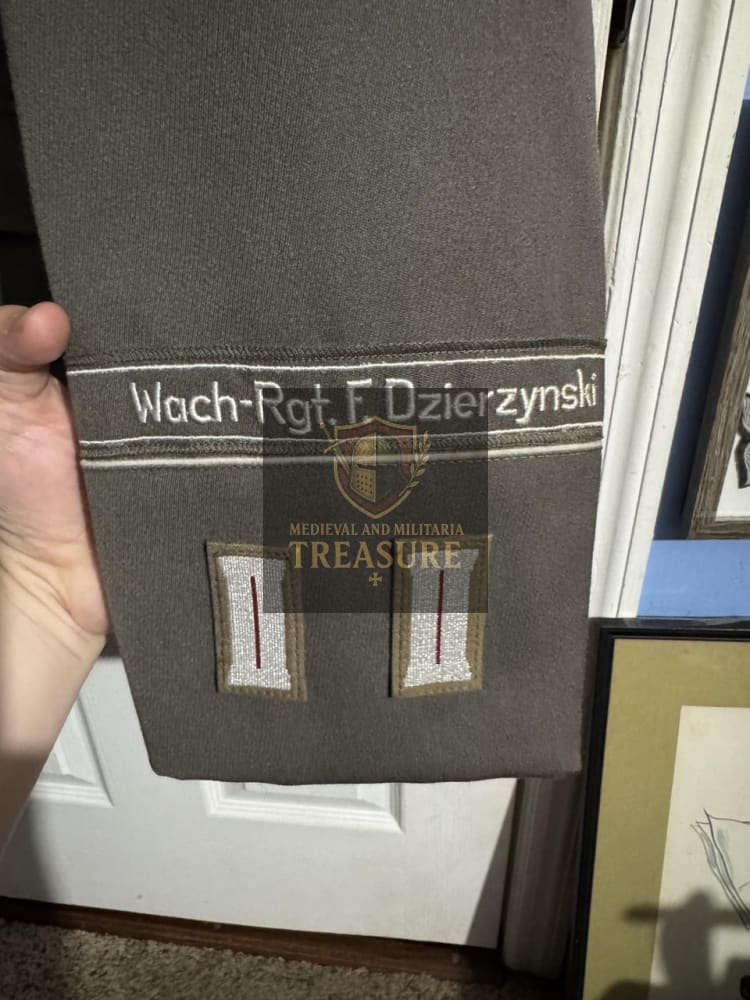 Wach-Rgt. F. Dzierzynski
MEDIEVAL AND MILITARIA
TREASURE